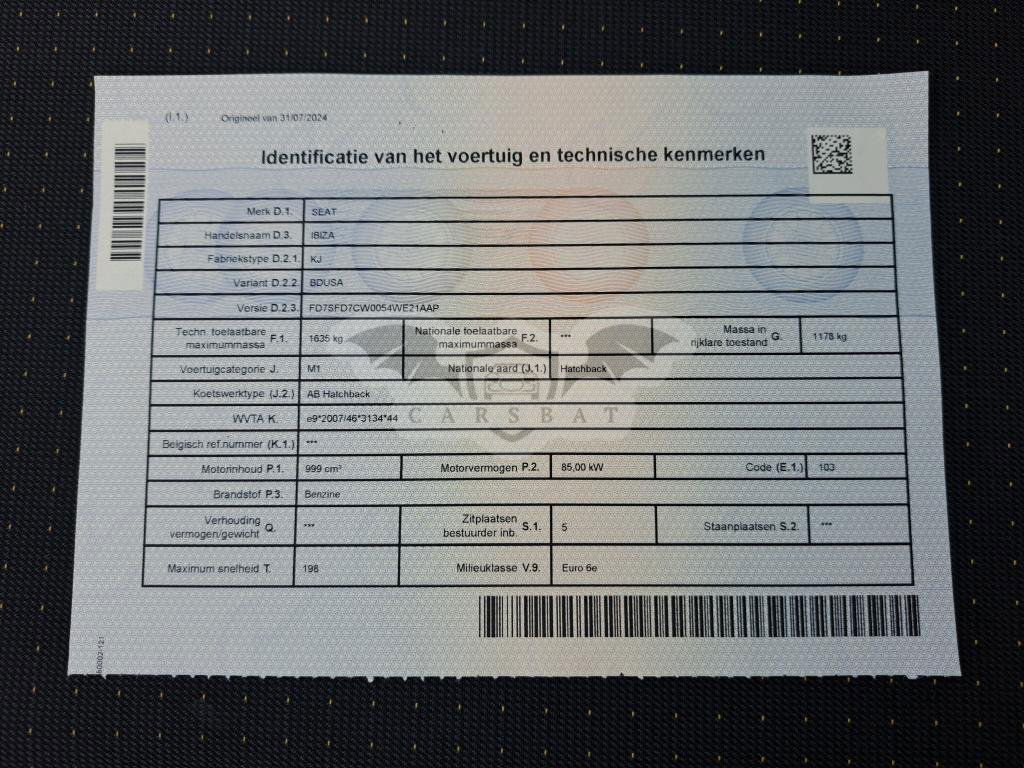 (I.1.) Origineel van 31/07/2024
Identificatie van het voertuig en technische kenmerken
Merk D.1. SEAT
Handelsnaam D.3. IBIZA
Fabriekstype D.2.1. KJ
Variant D.2.2. BDUSA
Versie D.2.3. FD7SFD7CW0054WE21AAP
Techn. toelaatbare maximummassa F.1. 1635 kg Nationale toelaatbare maximummassa F.2. *** Massa in rijklare toestand G. 1178 kg
Voertuigcategorie J. M1 Nationale aard (J.1.) Hatchback
Koetswerktype (J.2.) AB Hatchback
WVTA K. e9*2007/46*3134*44
CARSBAT
Belgisch ref.nummer (K.1.) ***
Motorinhoud P.1. 999 cm³ Motorvermogen P.2. 85,00 kW Code (E.1.) 103
Brandstof P.3. Benzine
Verhouding vermogen/gewicht Q. *** Zitplaatsen bestuurder inb. S.1. 5 Staanplaatsen S.2. ***
Maximum snelheid T. 198 Milieuklasse V.9. Euro 6e